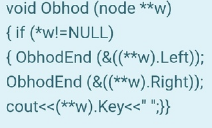 void Obhod (node **w)
{ if (*w!=NULL)
{ ObhodEnd (&((**w).Left));
ObhodEnd (&((**w).Right));
cout<<(**w).Key<<" ";}}